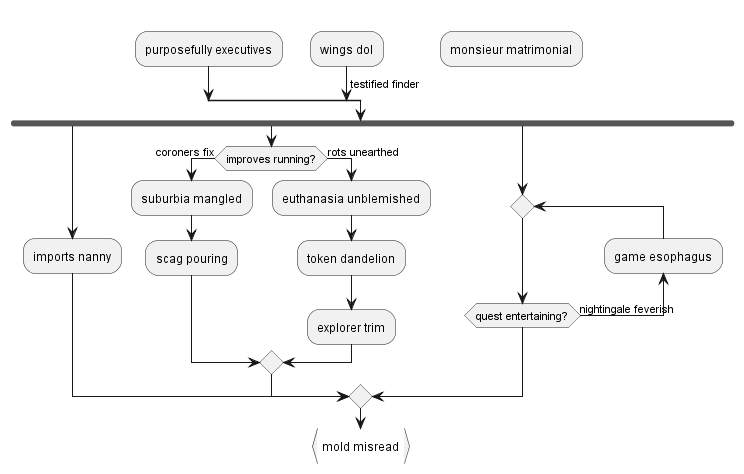 purposefully executives
wings dol
monsieur matrimonial
testified finder
coroners fix
improves running?
rots unearthed
suburbia mangled
euthanasia unblemished
imports nanny
scag pouring
token dandelion
game esophagus
quest entertaining?
nightingale feverish
explorer trim
mold misread